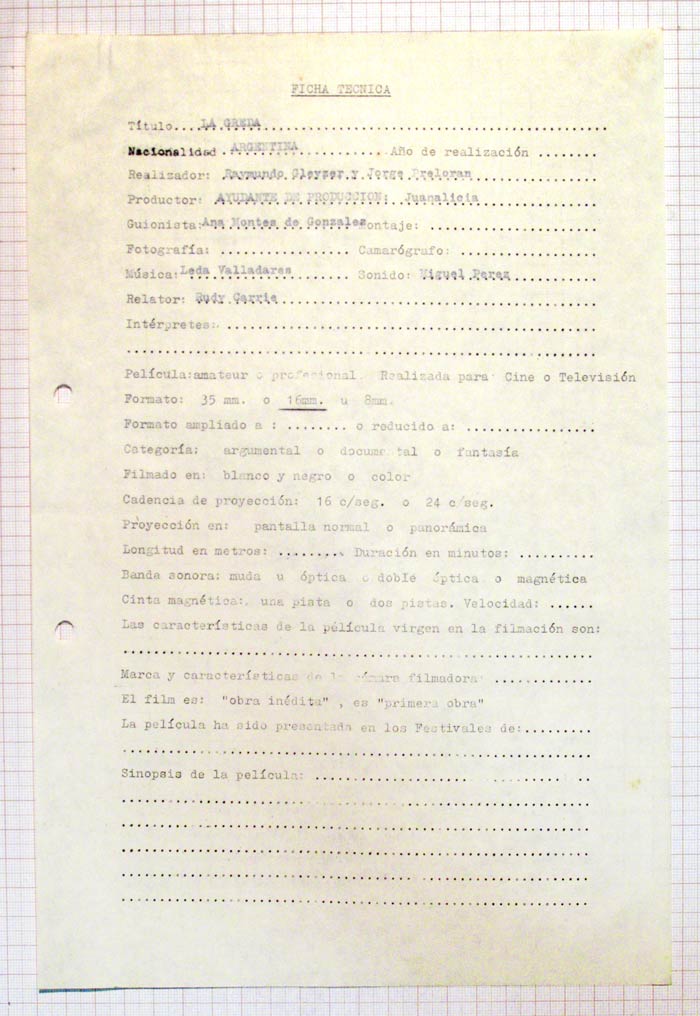 FICHA TECNICA
Título...LA GREDA.......................................
Nacionalidad .ARGENTINA............ Año de realización ........
Realizador: Raymundo Gleyzer y Jorge Preloran............
Productor: AYUDANTE DE PRODUCCION: Juanalicia............
Guionista:Ana Montes de Gonzalez ontaje: .................
Fotografía: ................. Camarógrafo: .................
Música:Leda Valladares....... Sonido: Miguel Perez..........
Relator: Rudy Carrie.....................................
Intérpretes: ............................................
.........................................................
Película:amateur o profesional. Realizada para: Cine o Televisión
Formato: 35 mm. o 16mm. u 8mm.
Formato ampliado a : ........ o reducido a: .................
Categoría: argumental o documental o fantasía
Filmado en: blanco y negro o color
Cadencia de proyección: 16 c/seg. o 24 c/seg.
Proyección en: pantalla normal o panorámica
Longitud en metros: ........ Duración en minutos: ..........
Banda sonora: muda u óptica o doble óptica o magnética
Cinta magnética: una pista o dos pistas. Velocidad: ......
Las características de la película virgen en la filmación son:
.........................................................
Marca y características de la cámara filmadora: .............
El film es: "obra inédita" , es "primera obra"
La película ha sido presentada en los Festivales de:.........
.........................................................
Sinopsis de la película: ................... ......... ..
.........................................................
.........................................................
.........................................................
.........................................................
.........................................................